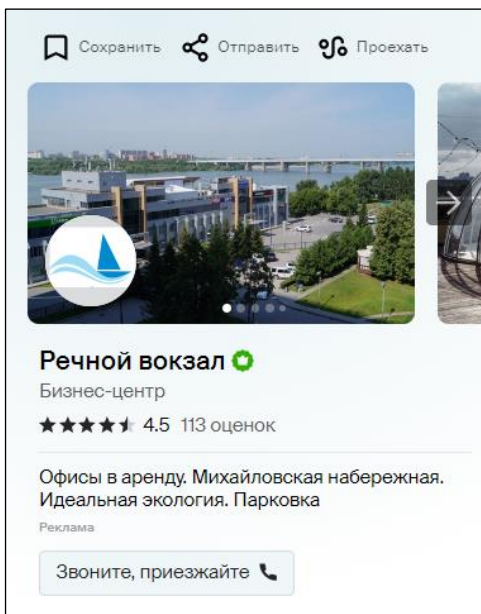 Сохранить Отправить Проехать
Речной вокзал
Бизнес-центр
4.5 113 оценок
Офисы в аренду. Михайловская набережная.
Идеальная экология. Парковка
Реклама
Звоните, приезжайте